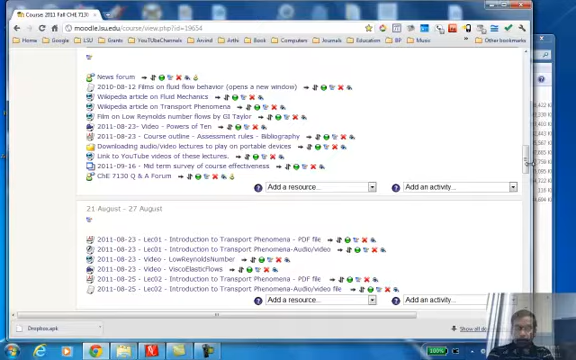 Course 2011 Fall ChE 7130
moodle.lsu.edu/course/view.php?id=19654
Home Google LSU Grants YouTubeChannels Arvind Arthi Book Computers Journals Education BP Music Other bookmarks
News forum
2010-08-12 Films on fluid flow behavior (opens a new window)
Wikipedia article on Fluid Mechanics
Wikipedia article on Transport Phenomena
Film on Low Reynolds number flows by GI Taylor
2011-08-23- Video - Powers of Ten
2011-08-23 - Course outline - Assessment rules - Bibliography
Downloading audio/video lectures to play on portable devices
Link to YouTube videos of these lectures.
2011-09-16 - Mid term survey of course effectiveness
ChE 7130 Q & A Forum
Add a resource... Add an activity...
21 August - 27 August
2011-08-23 - Lec01 - Introduction to Transport Phenomena - PDF file
2011-08-23 - Lec01 - Introduction to Transport Phenomena-Audio/video
2011-08-23 - Video - LowReynoldsNumber
2011-08-23 - Video - ViscoElasticFlows
2011-08-25 - Lec02 - Introduction to Transport Phenomena - PDF file
2011-08-25 - Lec02 - Introduction to Transport Phenomena-Audio/video file
Add a resource... Add an activity...
Dropbox.apk
Show all
100%